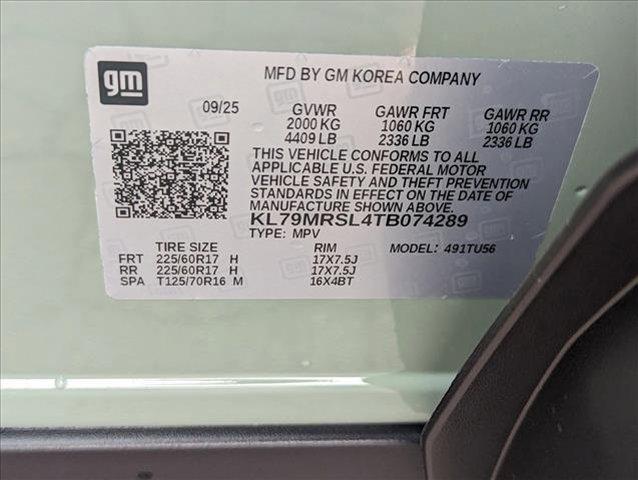 gm
MFD BY GM KOREA COMPANY
09/25 GVWR GAWR FRT GAWR RR
2000 KG 1060 KG 1060 KG
4409 LB 2336 LB 2336 LB
THIS VEHICLE CONFORMS TO ALL
APPLICABLE U.S. FEDERAL MOTOR
VEHICLE SAFETY AND THEFT PREVENTION
STANDARDS IN EFFECT ON THE DATE OF
MANUFACTURE SHOWN ABOVE.
KL79MRSL4TB074289
TYPE: MPV MODEL: 491TU56
TIRE SIZE RIM
FRT 225/60R17 H 17X7.5J
RR 225/60R17 H 17X7.5J
SPA T125/70R16 M 16X4BT